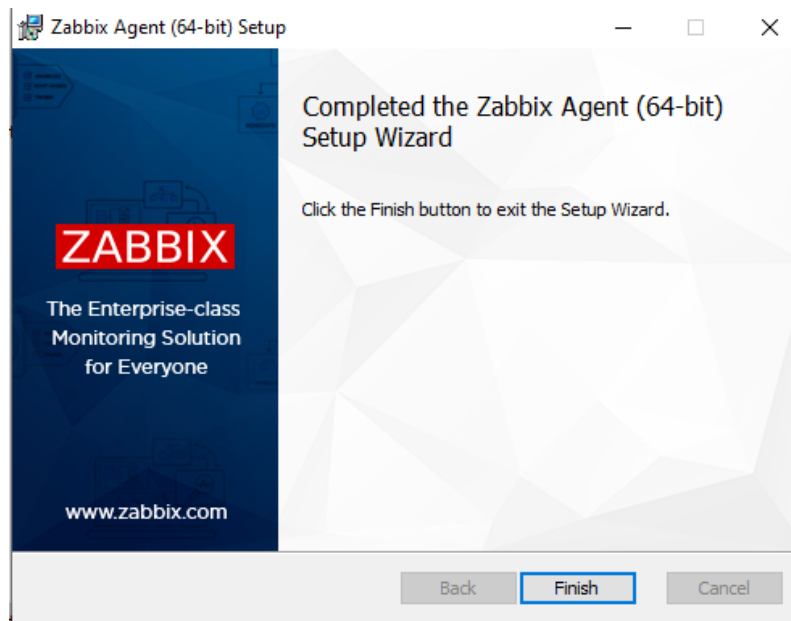 Zabbix Agent (64-bit) Setup
Completed the Zabbix Agent (64-bit)
Setup Wizard
Click the Finish button to exit the Setup Wizard.
ZABBIX
The Enterprise-class
Monitoring Solution
for Everyone
www.zabbix.com
Back
Finish
Cancel